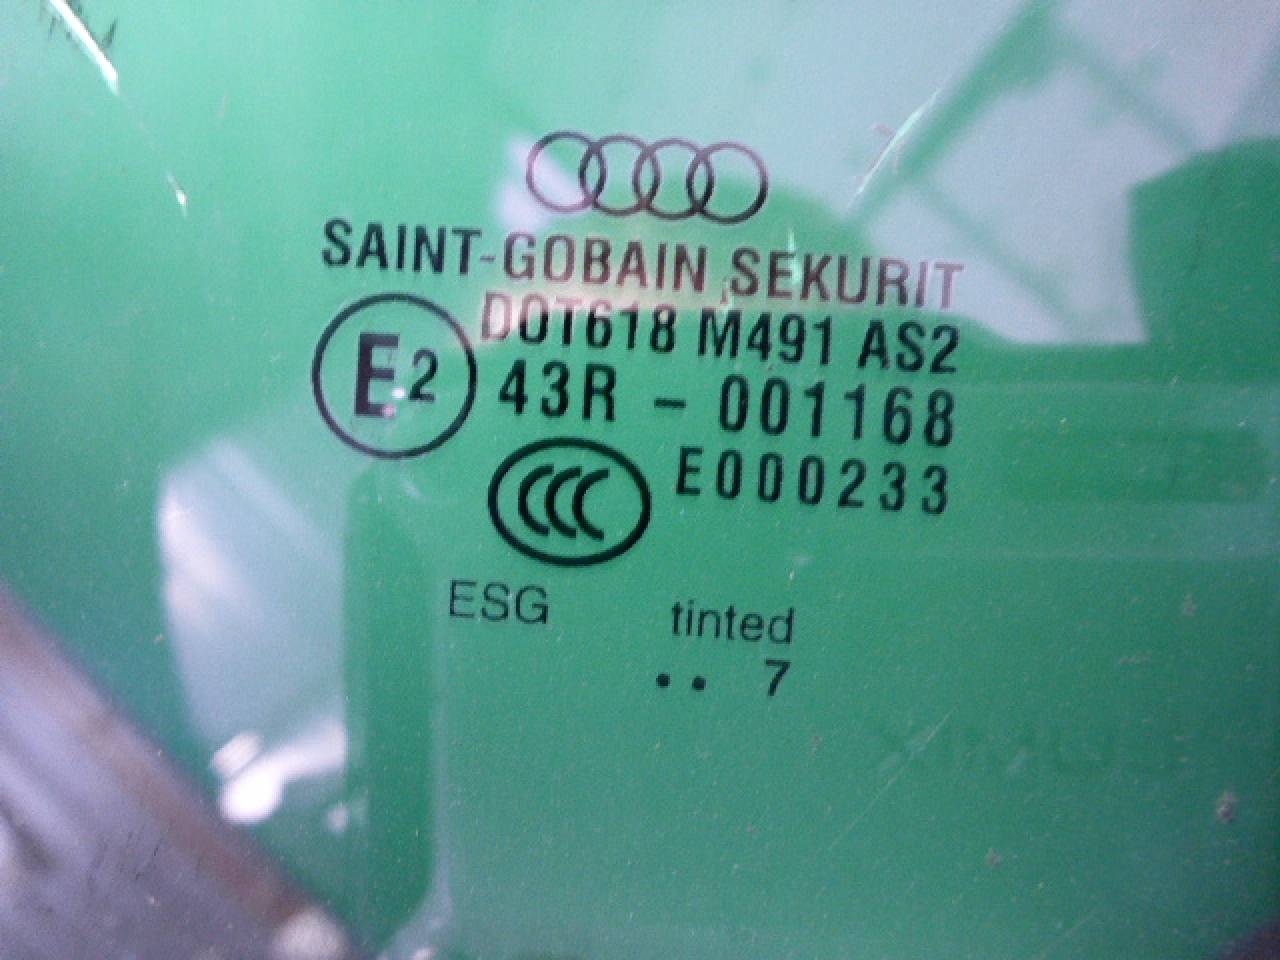 SAINT-GOBAIN SEKURIT
DOT618 M491 AS2
E2 43R - 001168
CCC E000233
ESG tinted
.. 7